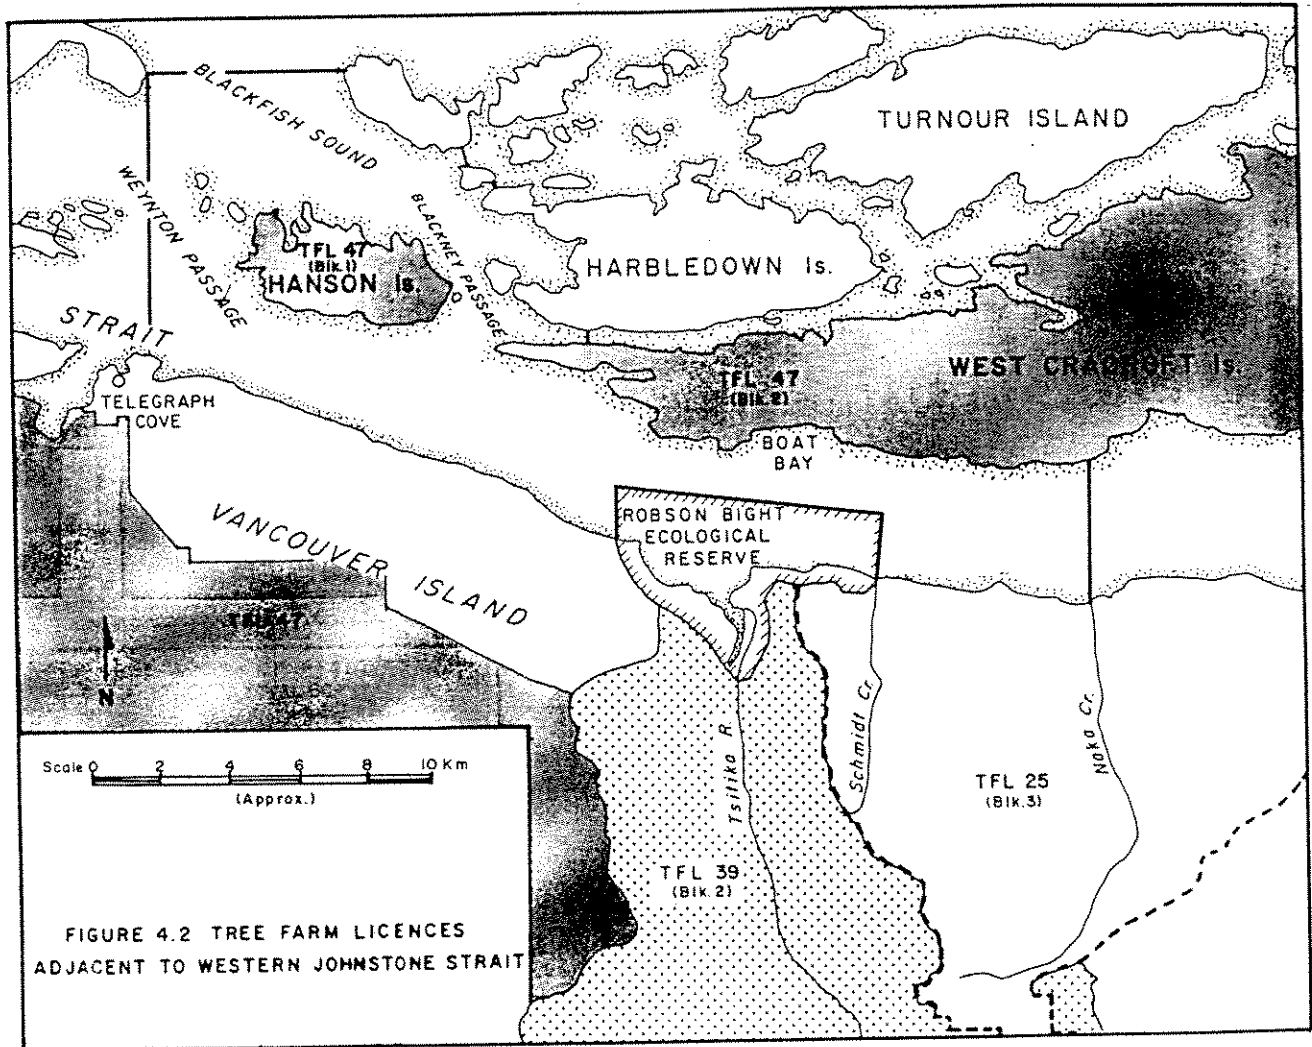 BLACKFISH SOUND
TURNOUR ISLAND
WEYNTON PASSAGE
BLACKNEY PASSAGE
TFL 47
(Blk.1)
HANSON Is.
HARBLEDOWN Is.
STRAIT
TFL 47
(Blk.2)
WEST CRACROFT Is.
TELEGRAPH
COVE
BOAT
BAY
VANCOUVER ISLAND
ROBSON BIGHT
ECOLOGICAL
RESERVE
TFL 47
N
Tsitika R
Schmidt Cr.
Naka Cr.
Scale 0 2 4 6 8 10 Km
(Approx.)
TFL 25
(Blk.3)
TFL 39
(Blk.2)
FIGURE 4.2 TREE FARM LICENCES
ADJACENT TO WESTERN JOHNSTONE STRAIT